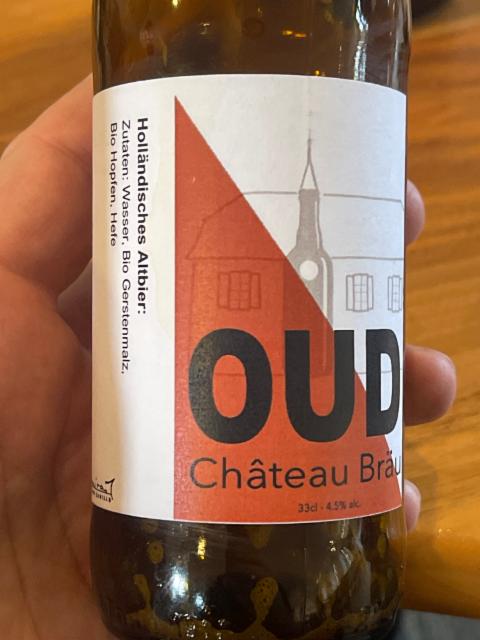 Holländisches Altbier:
Zutaten: Wasser, Bio Gerstenmalz,
Bio Hopfen, Hefe
OUD
Château Bräu
33cl - 4.5% alc.